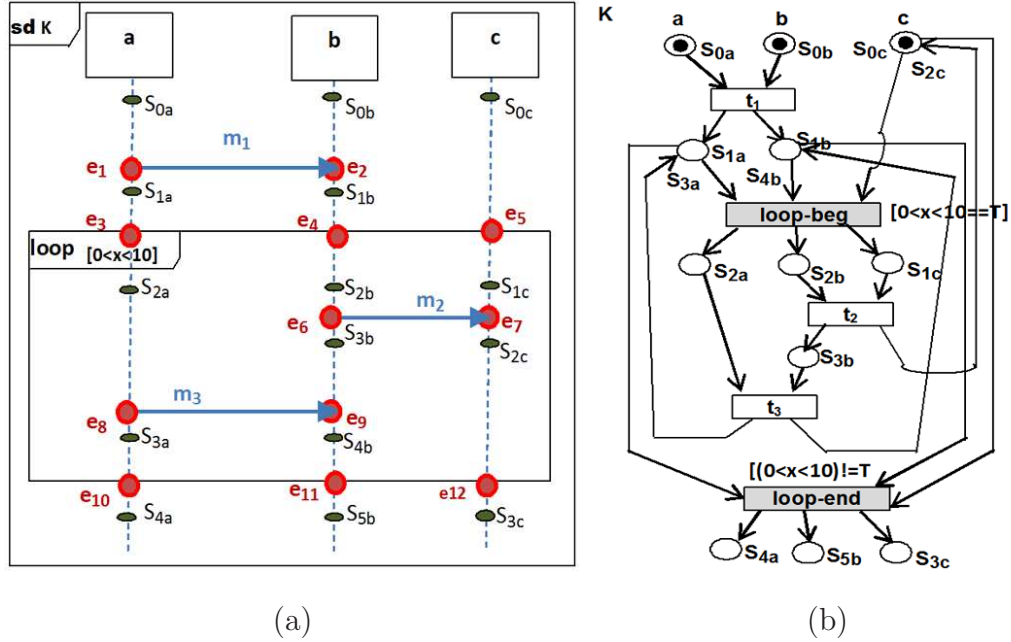 sd K
a
b
c
S0a
S0b
S0c
m1
e1
e2
S1a
S1b
e3
e4
e5
loop
[0<x<10]
S2a
S2b
S1c
e6
m2
e7
S3b
S2c
m3
e8
e9
S3a
S4b
e10
e11
e12
S4a
S5b
S3c
(a)
K
a
b
c
S0a
S0b
S0c
S2c
t1
S1a
S1b
S3a
S4b
loop-beg
[0<x<10==T]
S2a
S2b
S1c
t2
S3b
t3
[(0<x<10)!=T
loop-end
S4a
S5b
S3c
(b)